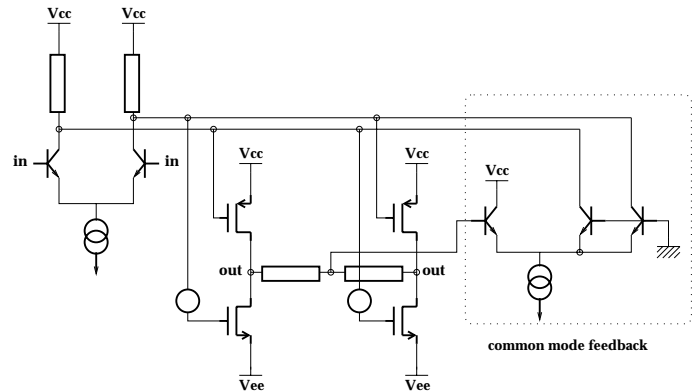 Vcc Vcc
in in
Vcc Vcc Vcc
out out
common mode feedback
Vee Vee